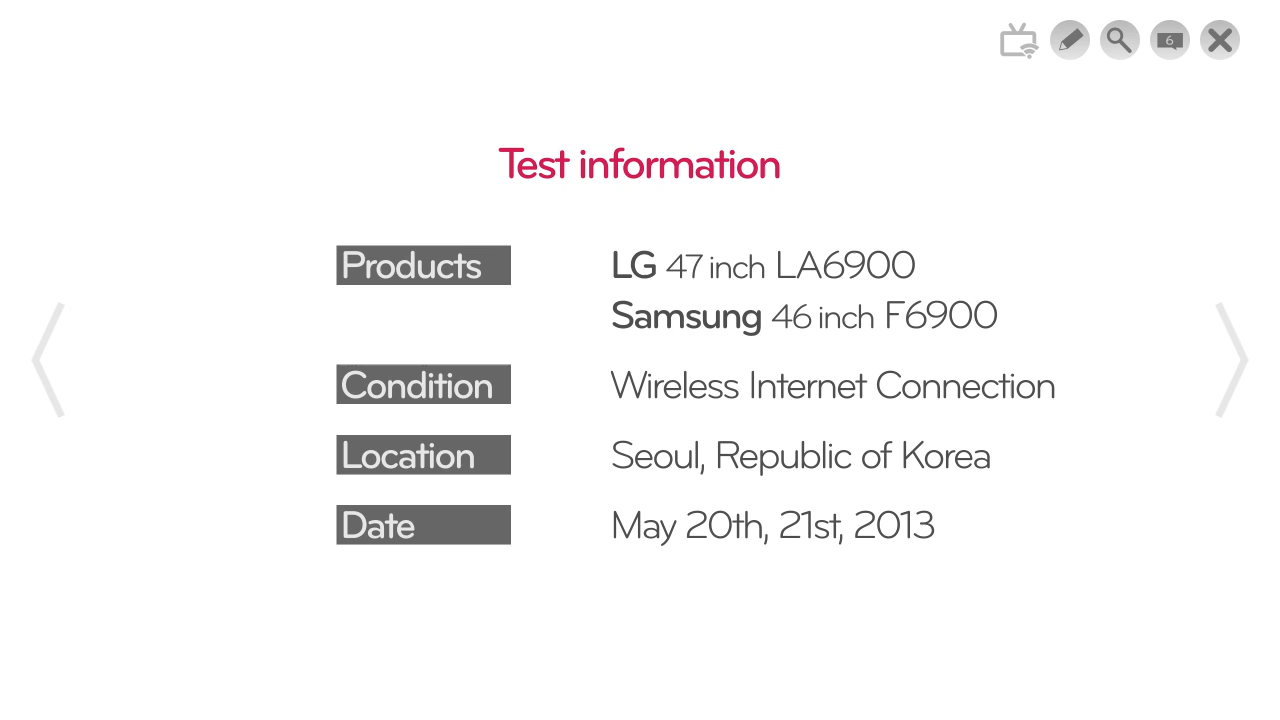 6
Test information
Products LG 47 inch LA6900
Samsung 46 inch F6900
Condition Wireless Internet Connection
Location Seoul, Republic of Korea
Date May 20th, 21st, 2013